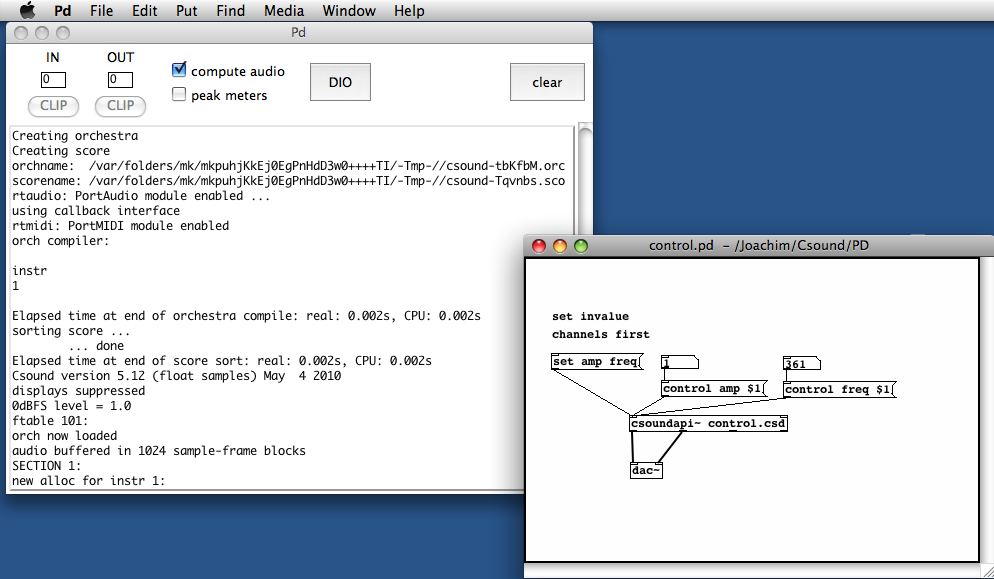 Pd File Edit Put Find Media Window Help
Pd
IN OUT
0 0
CLIP CLIP
compute audio
peak meters
DIO
clear
Creating orchestra
Creating score
orchname:  /var/folders/mk/mkpuhjKkEj0EgPnHdD3w0++++TI/-Tmp-//csound-tbKfbM.orc
scorename: /var/folders/mk/mkpuhjKkEj0EgPnHdD3w0++++TI/-Tmp-//csound-Tqvnbs.sco
rtaudio: PortAudio module enabled ...
using callback interface
rtmidi: PortMIDI module enabled
orch compiler:
instr
1
Elapsed time at end of orchestra compile: real: 0.002s, CPU: 0.002s
sorting score ...
... done
Elapsed time at end of score sort: real: 0.002s, CPU: 0.002s
Csound version 5.12 (float samples) May  4 2010
displays suppressed
0dBFS level = 1.0
ftable 101:
orch now loaded
audio buffered in 1024 sample-frame blocks
SECTION 1:
new alloc for instr 1:
control.pd - /Joachim/Csound/PD
set invalue
channels first
set amp freq
1
361
control amp $1
control freq $1
csoundapi~ control.csd
dac~